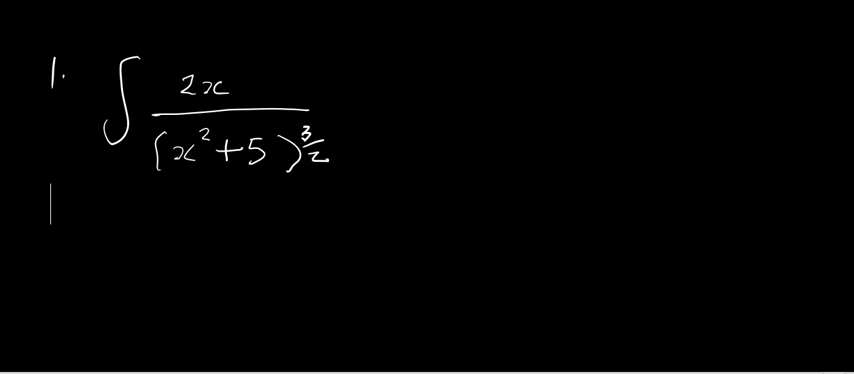 1. ∫ 2x / (x² + 5)^(3/2)